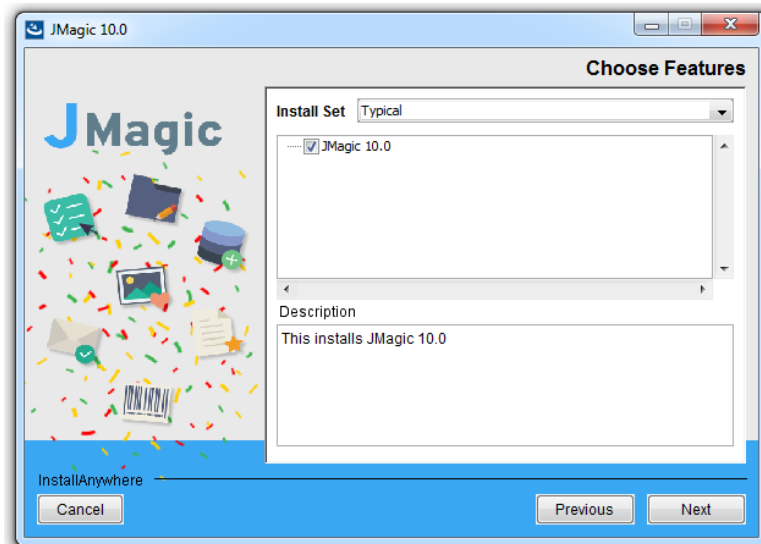 JMagic 10.0
Choose Features
JMagic
Install Set Typical
JMagic 10.0
Description
This installs JMagic 10.0
InstallAnywhere
Cancel Previous Next